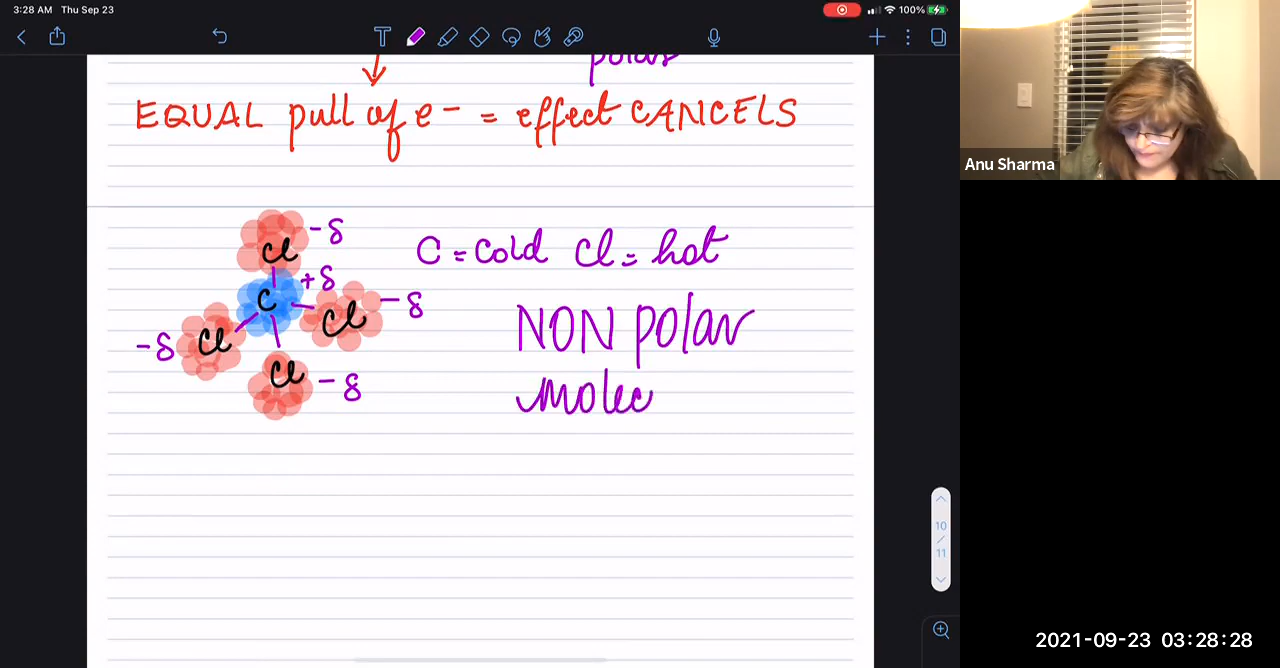 3:28 AM Thu Sep 23
100%
polar
EQUAL pull of e- = effect CANCELS
Cl -δ
C = cold Cl = hot
C +δ
Cl -δ
NON polar
-δ Cl
Cl -δ
molec
10
/
11
Anu Sharma
2021-09-23 03:28:28